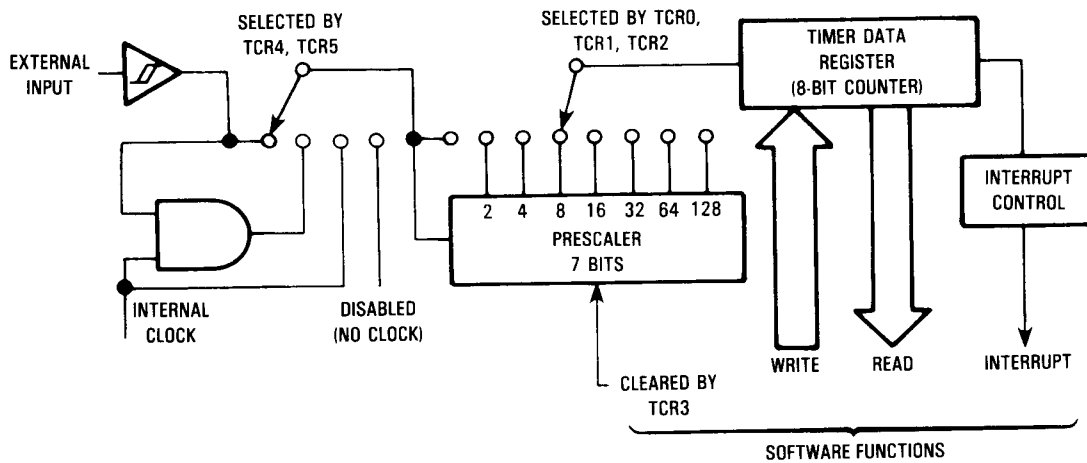 SELECTED BY
TCR4, TCR5
SELECTED BY TCR0,
TCR1, TCR2
TIMER DATA
REGISTER
(8-BIT COUNTER)
EXTERNAL
INPUT
INTERRUPT
CONTROL
2 4 8 16 32 64 128
PRESCALER
7 BITS
INTERNAL
CLOCK
DISABLED
(NO CLOCK)
WRITE
READ
INTERRUPT
CLEARED BY
TCR3
SOFTWARE FUNCTIONS